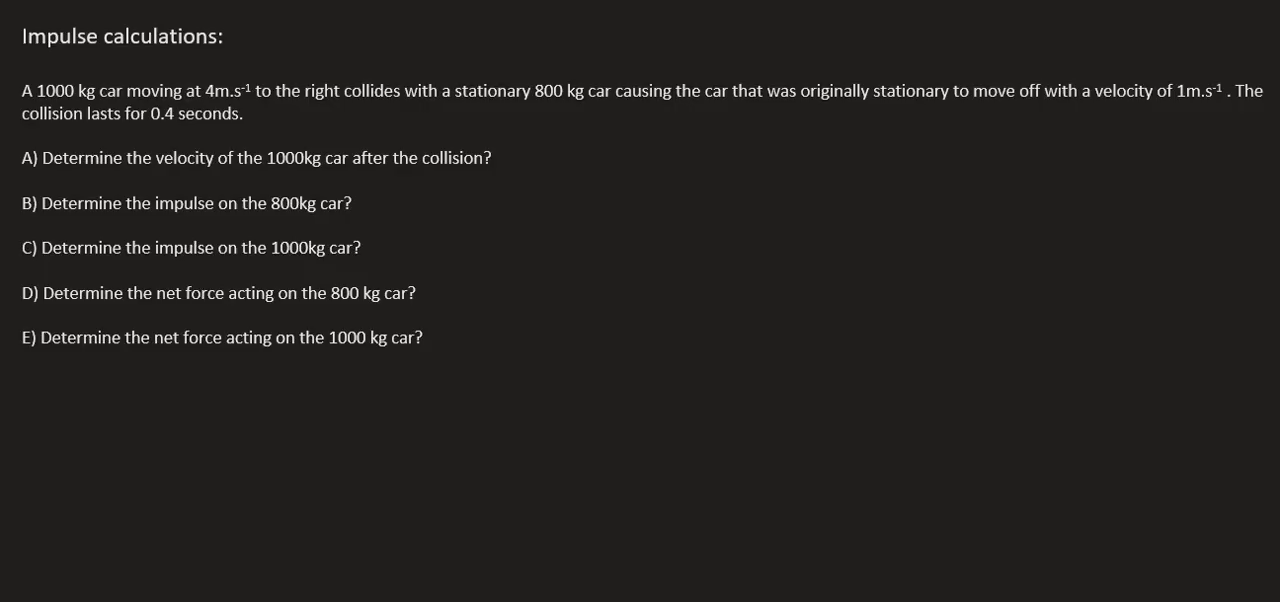 Impulse calculations:
A 1000 kg car moving at 4m.s⁻¹ to the right collides with a stationary 800 kg car causing the car that was originally stationary to move off with a velocity of 1m.s⁻¹ . The
collision lasts for 0.4 seconds.
A) Determine the velocity of the 1000kg car after the collision?
B) Determine the impulse on the 800kg car?
C) Determine the impulse on the 1000kg car?
D) Determine the net force acting on the 800 kg car?
E) Determine the net force acting on the 1000 kg car?